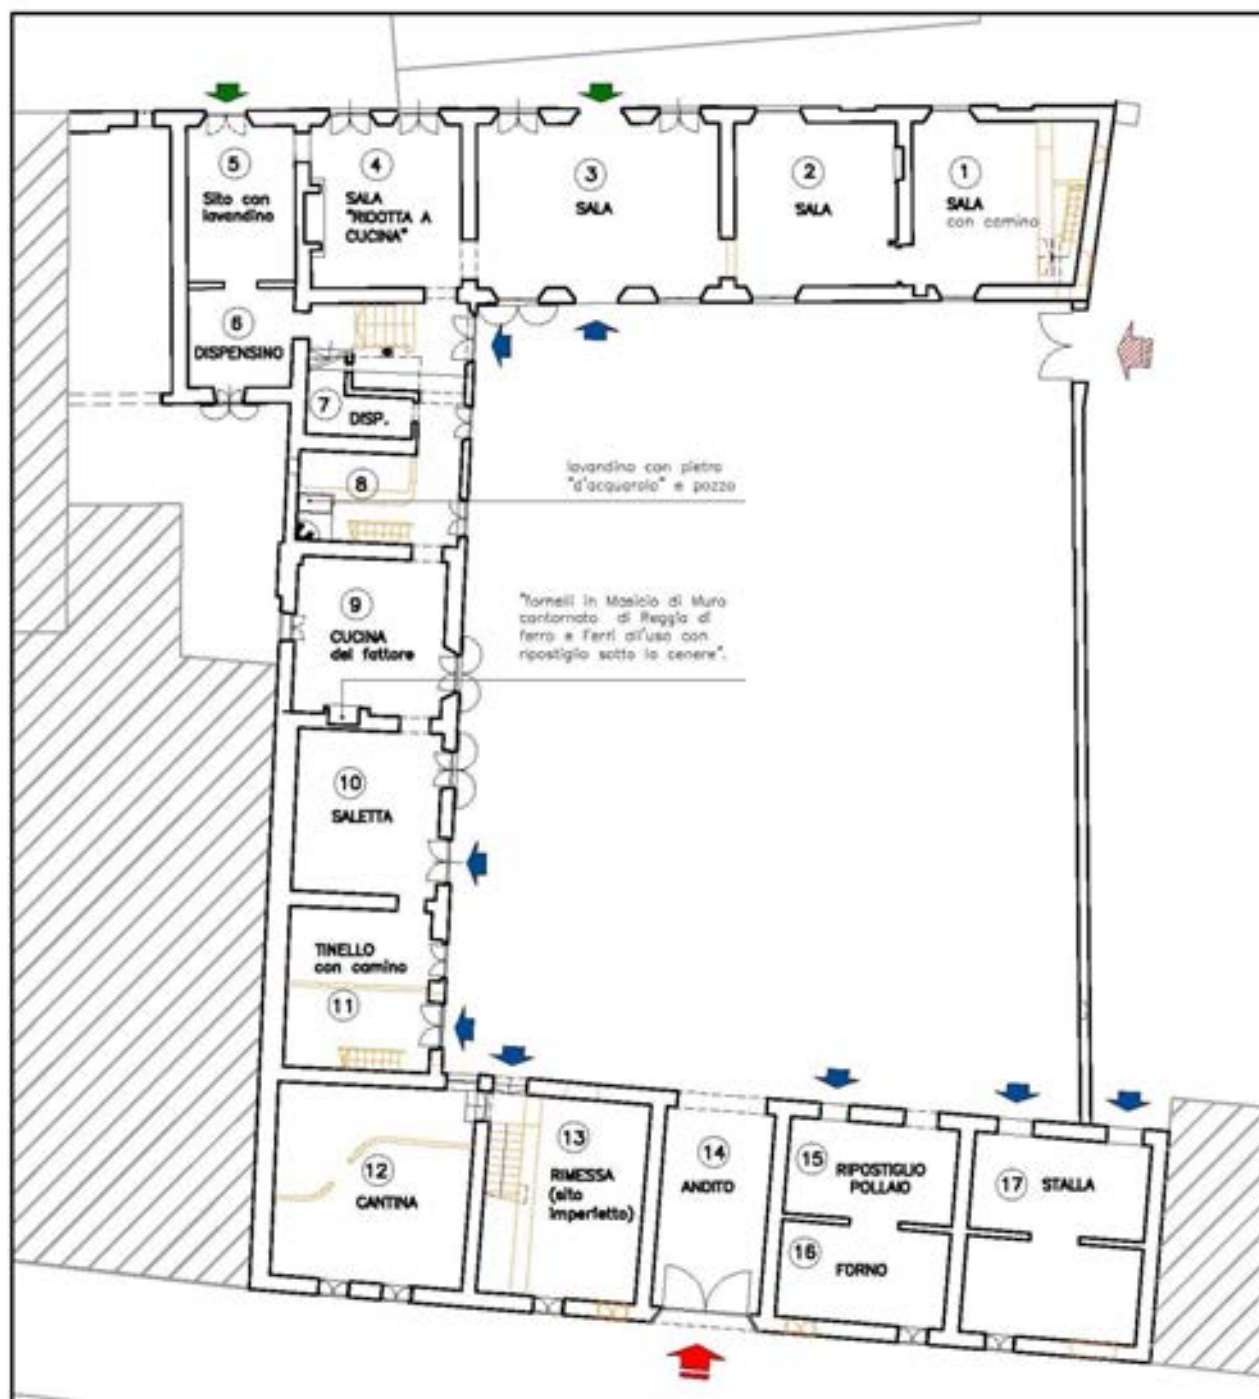 5
Sito con
lavandino
4
SALA
"RIDOTTA A
CUCINA"
3
SALA
2
SALA
1
SALA
con camino
6
DISPENSINO
7
DISP.
8
lavandino con pietra
"d'acquarolo" e pozzo
9
CUCINA
del fattore
"fornelli in Masicio di Muro
contornato di Reggia di
ferro e Ferri all'uso con
ripostiglio sotto la cenere".
10
SALETTA
TINELLO
con camino
11
12
CANTINA
13
RIMESSA
(sito
imperfetto)
14
ANDITO
15
RIPOSTIGLIO
POLLAIO
16
FORNO
17
STALLA